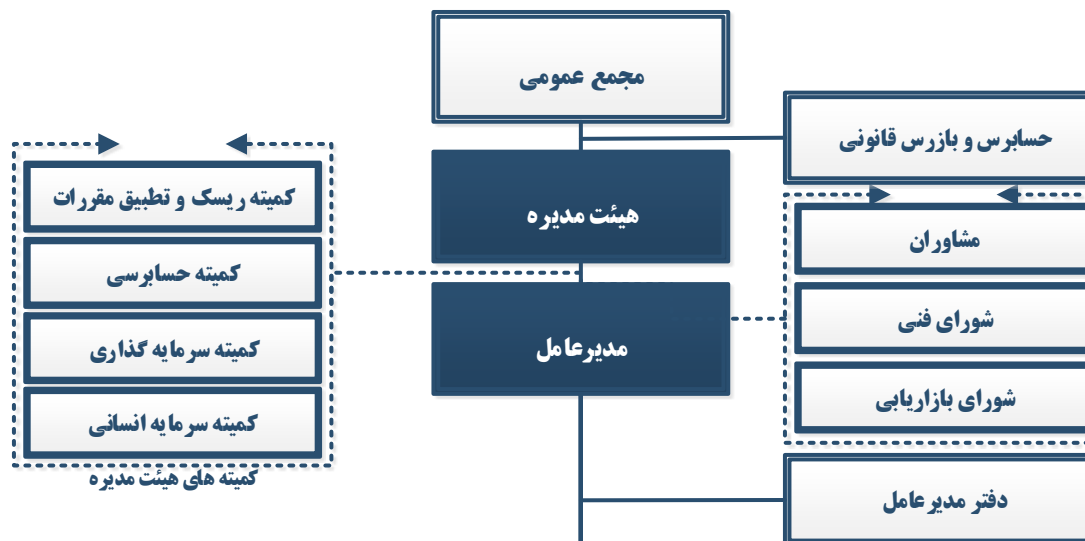 مجمع عمومی
حسابرس و بازرس قانونی
هیئت مدیره
مدیرعامل
مشاوران
شورای فنی
شورای بازاریابی
دفتر مدیرعامل
کمیته ریسک و تطبیق مقررات
کمیته حسابرسی
کمیته سرمایه گذاری
کمیته سرمایه انسانی
کمیته های هیئت مدیره